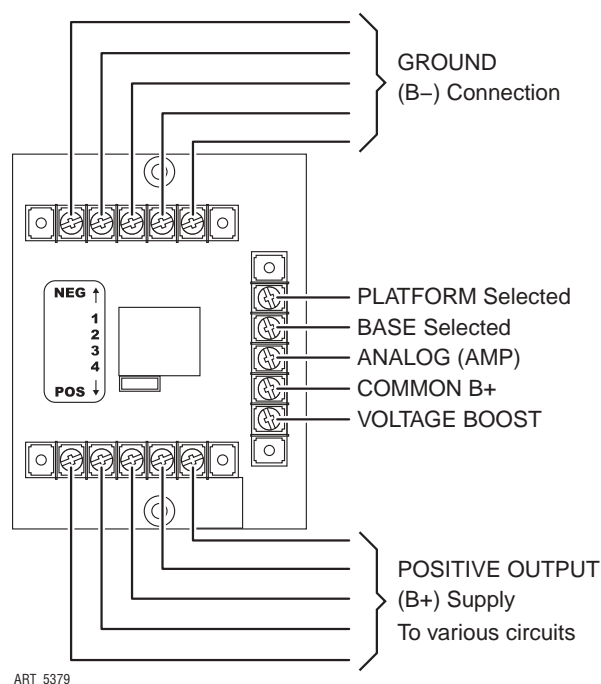 GROUND
(B−) Connection
NEG ↑
1
2
3
4
POS ↓
PLATFORM Selected
BASE Selected
ANALOG (AMP)
COMMON B+
VOLTAGE BOOST
POSITIVE OUTPUT
(B+) Supply
To various circuits
ART 5379